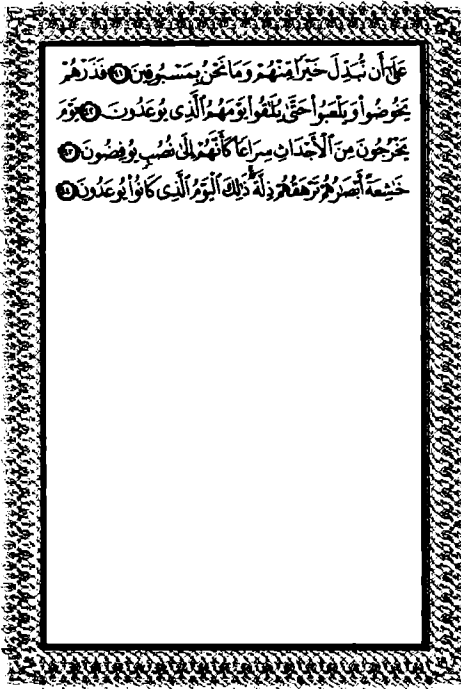 عَلَىٰٓ أَن نُّبَدِّلَ خَيْرًا مِّنْهُمْ وَمَا نَحْنُ بِمَسْبُوقِينَ ٤١ فَذَرْهُمْ
يَخُوضُوا۟ وَيَلْعَبُوا۟ حَتَّىٰ يُلَٰقُوا۟ يَوْمَهُمُ ٱلَّذِى يُوعَدُونَ ٤٢ يَوْمَ
يَخْرُجُونَ مِنَ ٱلْأَجْدَاثِ سِرَاعًا كَأَنَّهُمْ إِلَىٰ نُصُبٍ يُوفِضُونَ ٤٣
خَٰشِعَةً أَبْصَٰرُهُمْ تَرْهَقُهُمْ ذِلَّةٌ ذَٰلِكَ ٱلْيَوْمُ ٱلَّذِى كَانُوا۟ يُوعَدُونَ ٤٤